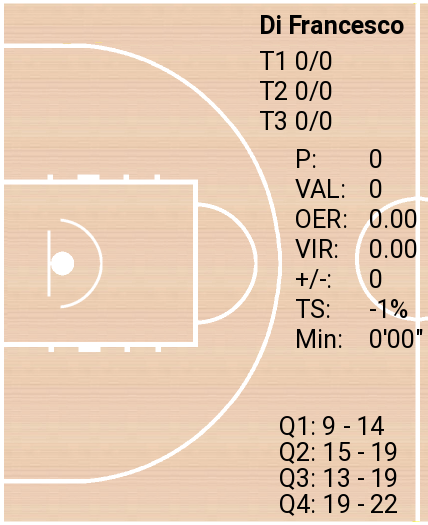 Di Francesco
T1 0/0
T2 0/0
T3 0/0
P: 0
VAL: 0
OER: 0.00
VIR: 0.00
+/-: 0
TS: -1%
Min: 0'00"
Q1: 9 - 14
Q2: 15 - 19
Q3: 13 - 19
Q4: 19 - 22